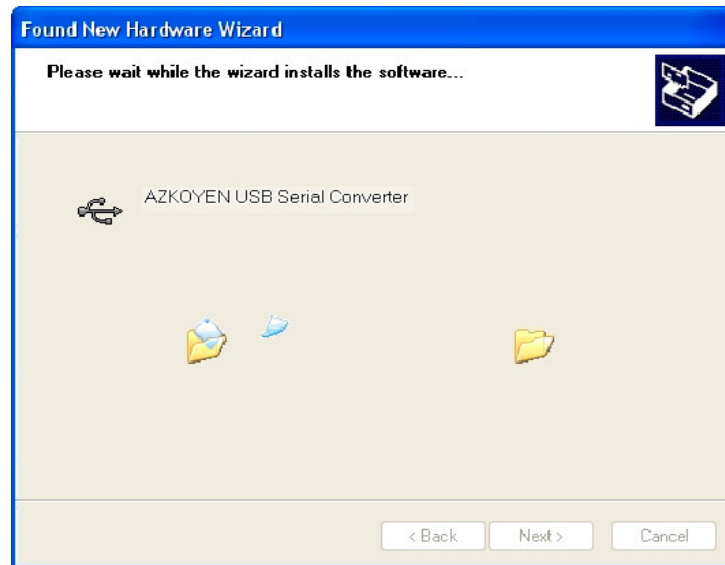 Found New Hardware Wizard
Please wait while the wizard installs the software...
AZKOYEN USB Serial Converter
< Back
Next >
Cancel